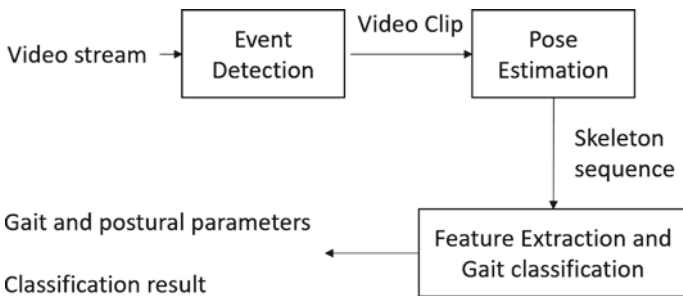 Video stream
Event
Detection
Video Clip
Pose
Estimation
Skeleton
sequence
Feature Extraction and
Gait classification
Gait and postural parameters
Classification result